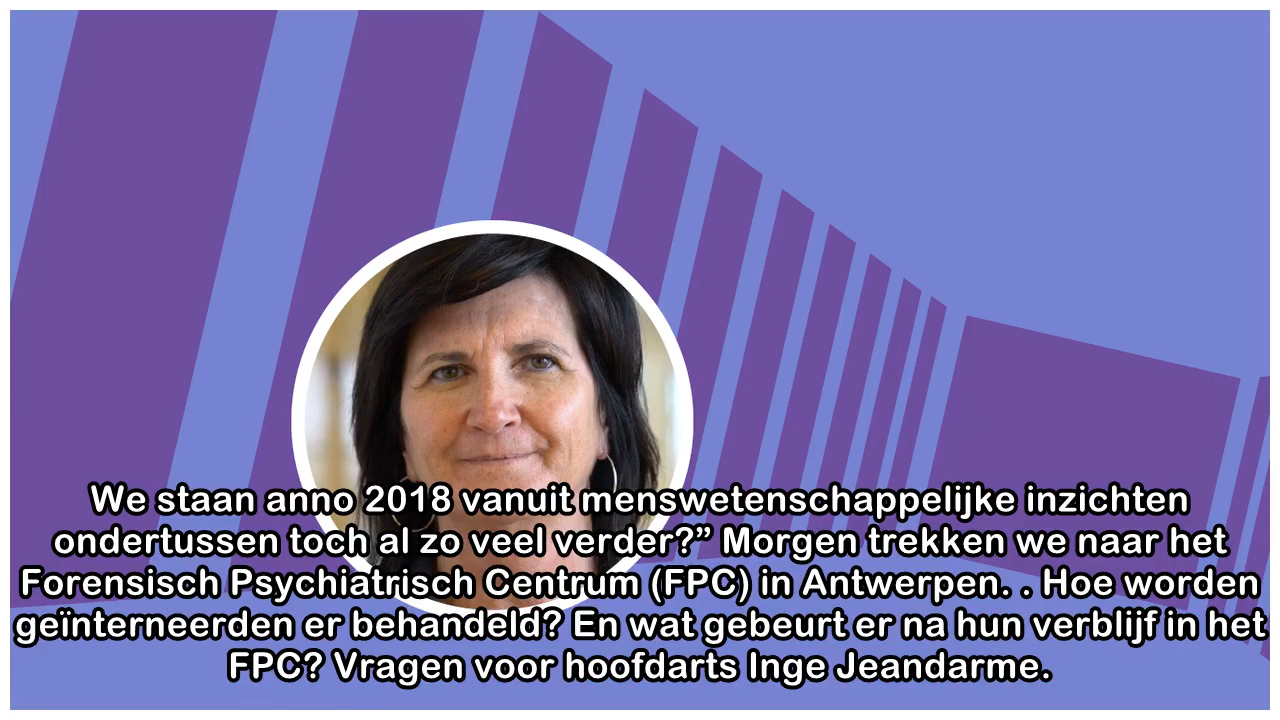 We staan anno 2018 vanuit menswetenschappelijke inzichten
ondertussen toch al zo veel verder?” Morgen trekken we naar het
Forensisch Psychiatrisch Centrum (FPC) in Antwerpen. . Hoe worden
geïnterneerden er behandeld? En wat gebeurt er na hun verblijf in het
FPC? Vragen voor hoofdarts Inge Jeandarme.